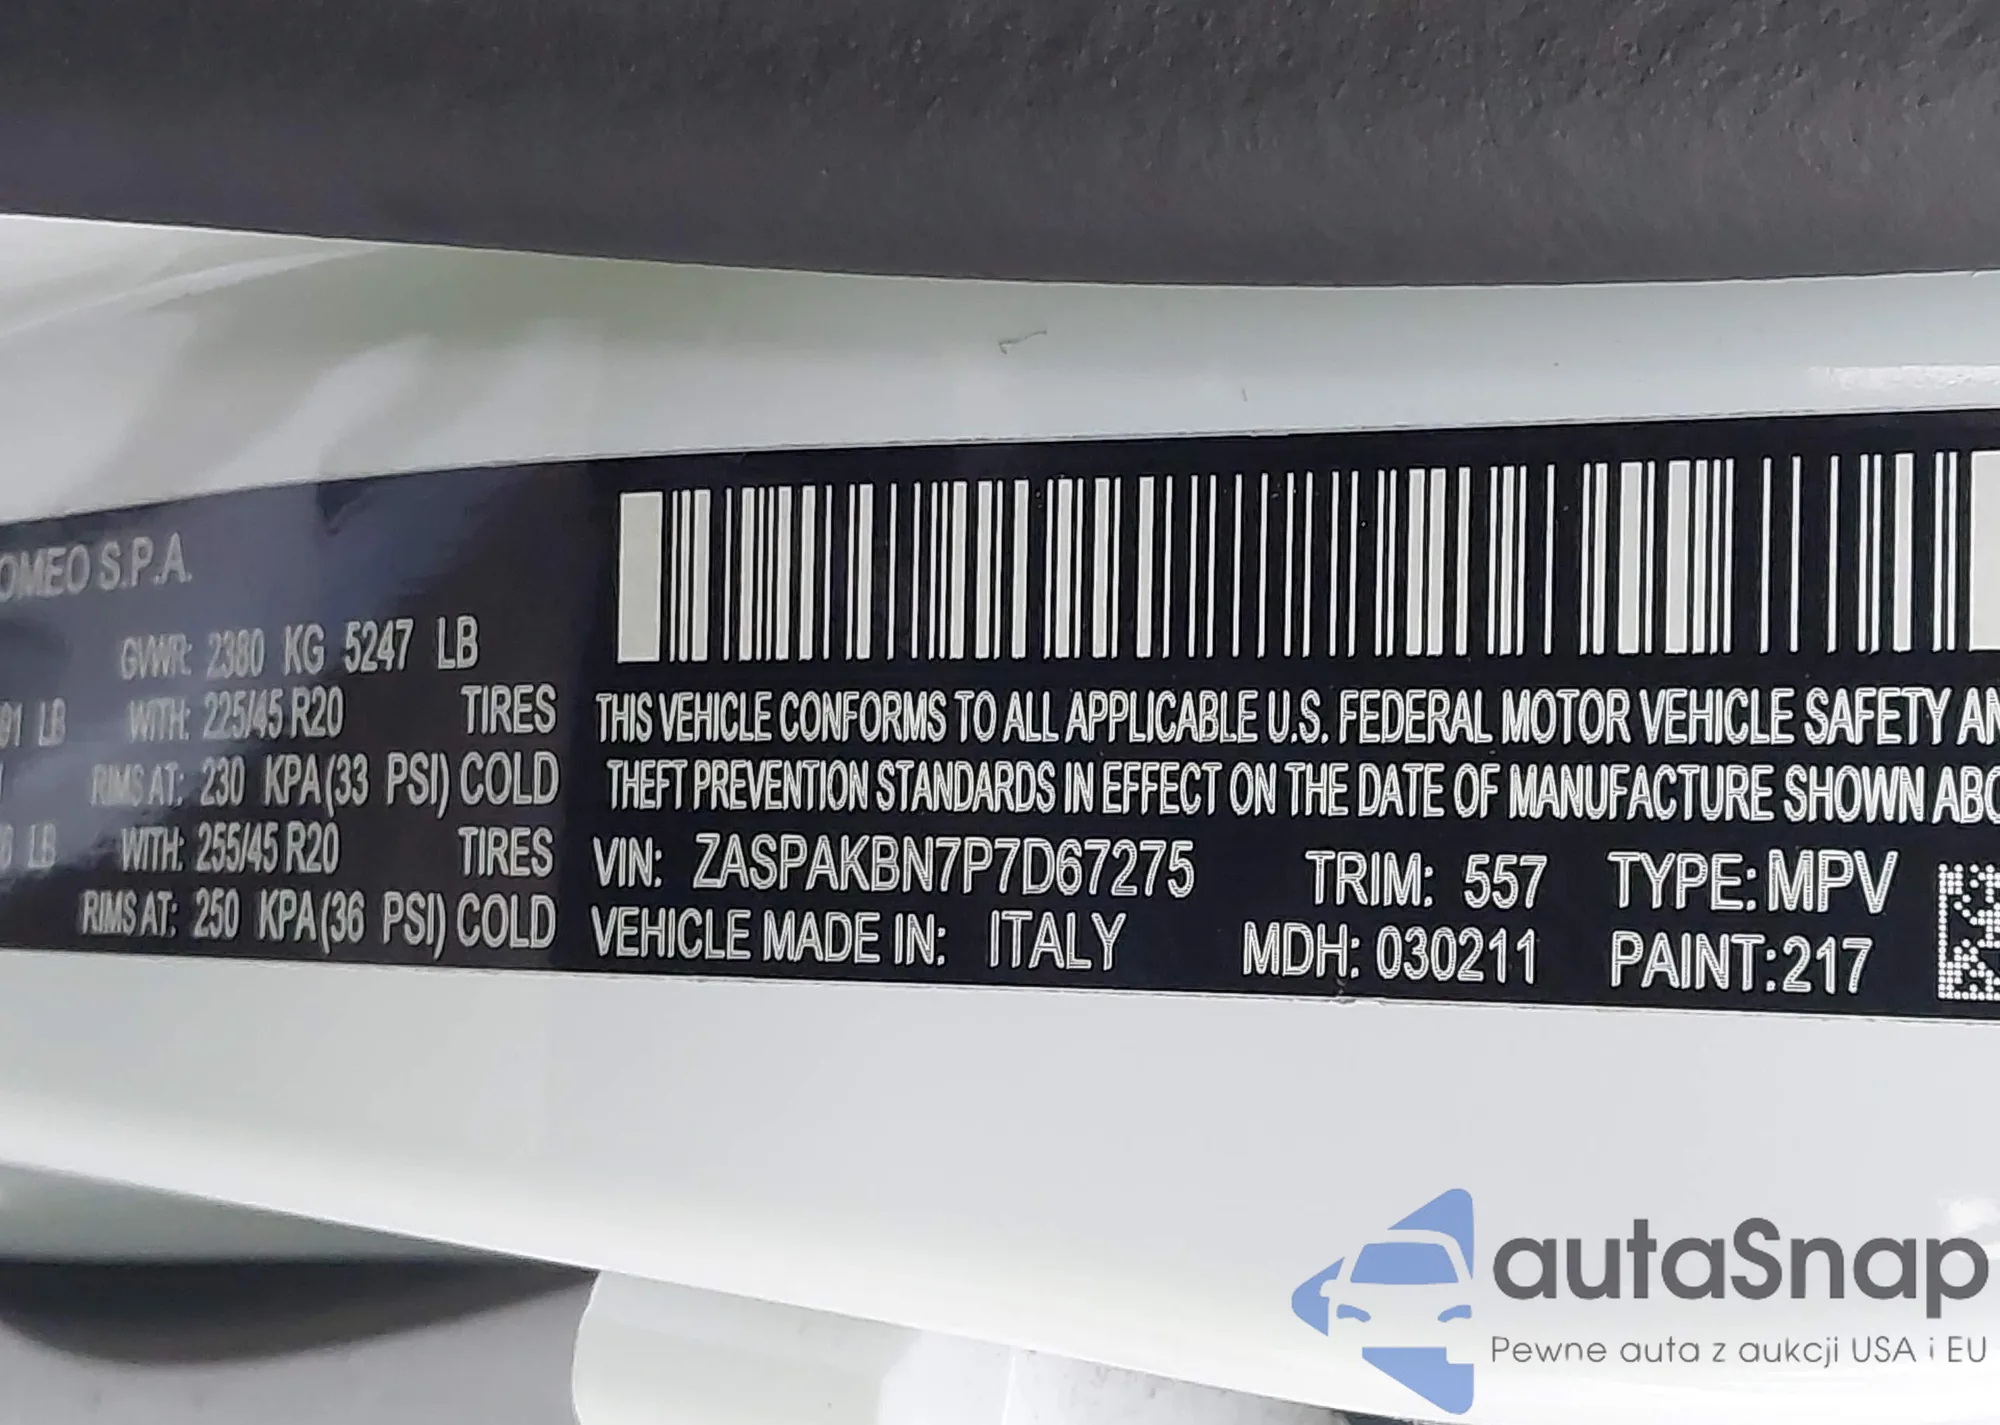 OMEO S.P.A.
GVWR: 2380 KG 5247 LB
91 LB WITH: 225/45 R20 TIRES
RIMS AT: 230 KPA(33 PSI) COLD
LB WITH: 255/45 R20 TIRES
RIMS AT: 250 KPA(36 PSI) COLD
THIS VEHICLE CONFORMS TO ALL APPLICABLE U.S. FEDERAL MOTOR VEHICLE SAFETY AN
THEFT PREVENTION STANDARDS IN EFFECT ON THE DATE OF MANUFACTURE SHOWN ABO
VIN: ZASPAKBN7P7D67275 TRIM: 557 TYPE: MPV
VEHICLE MADE IN: ITALY MDH: 030211 PAINT:217
autaSnap
Pewne auta z aukcji USA i EU